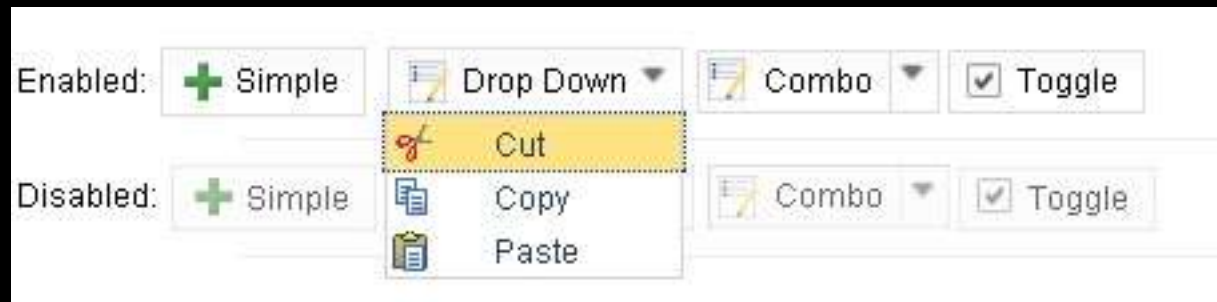 Enabled: Simple Drop Down Combo Toggle
Cut
Disabled: Simple Copy Combo Toggle
Paste